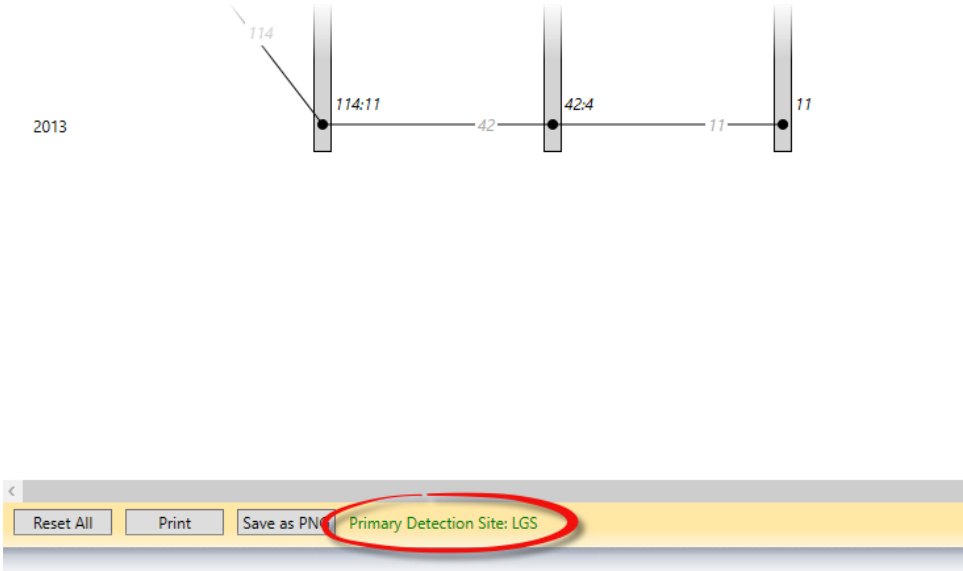 114
114:11
42:4
11
2013
42
11
<
Reset All
Print
Save as PNG
Primary Detection Site: LGS